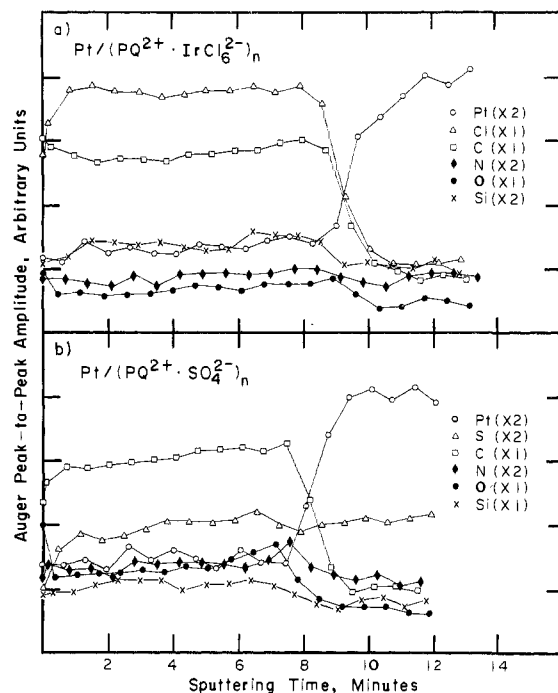 a)
Pt/(PQ²⁺·IrCl₆²⁻)ₙ
Pt(X2)
Cl(X1)
C(X1)
N(X2)
O(X1)
Si(X2)
Auger Peak-to-Peak Amplitude, Arbitrary Units
b)
Pt/(PQ²⁺·SO₄²⁻)ₙ
Pt(X2)
S(X2)
C(X1)
N(X2)
O(X1)
Si(X1)
2 4 6 8 10 12 14
Sputtering Time, Minutes